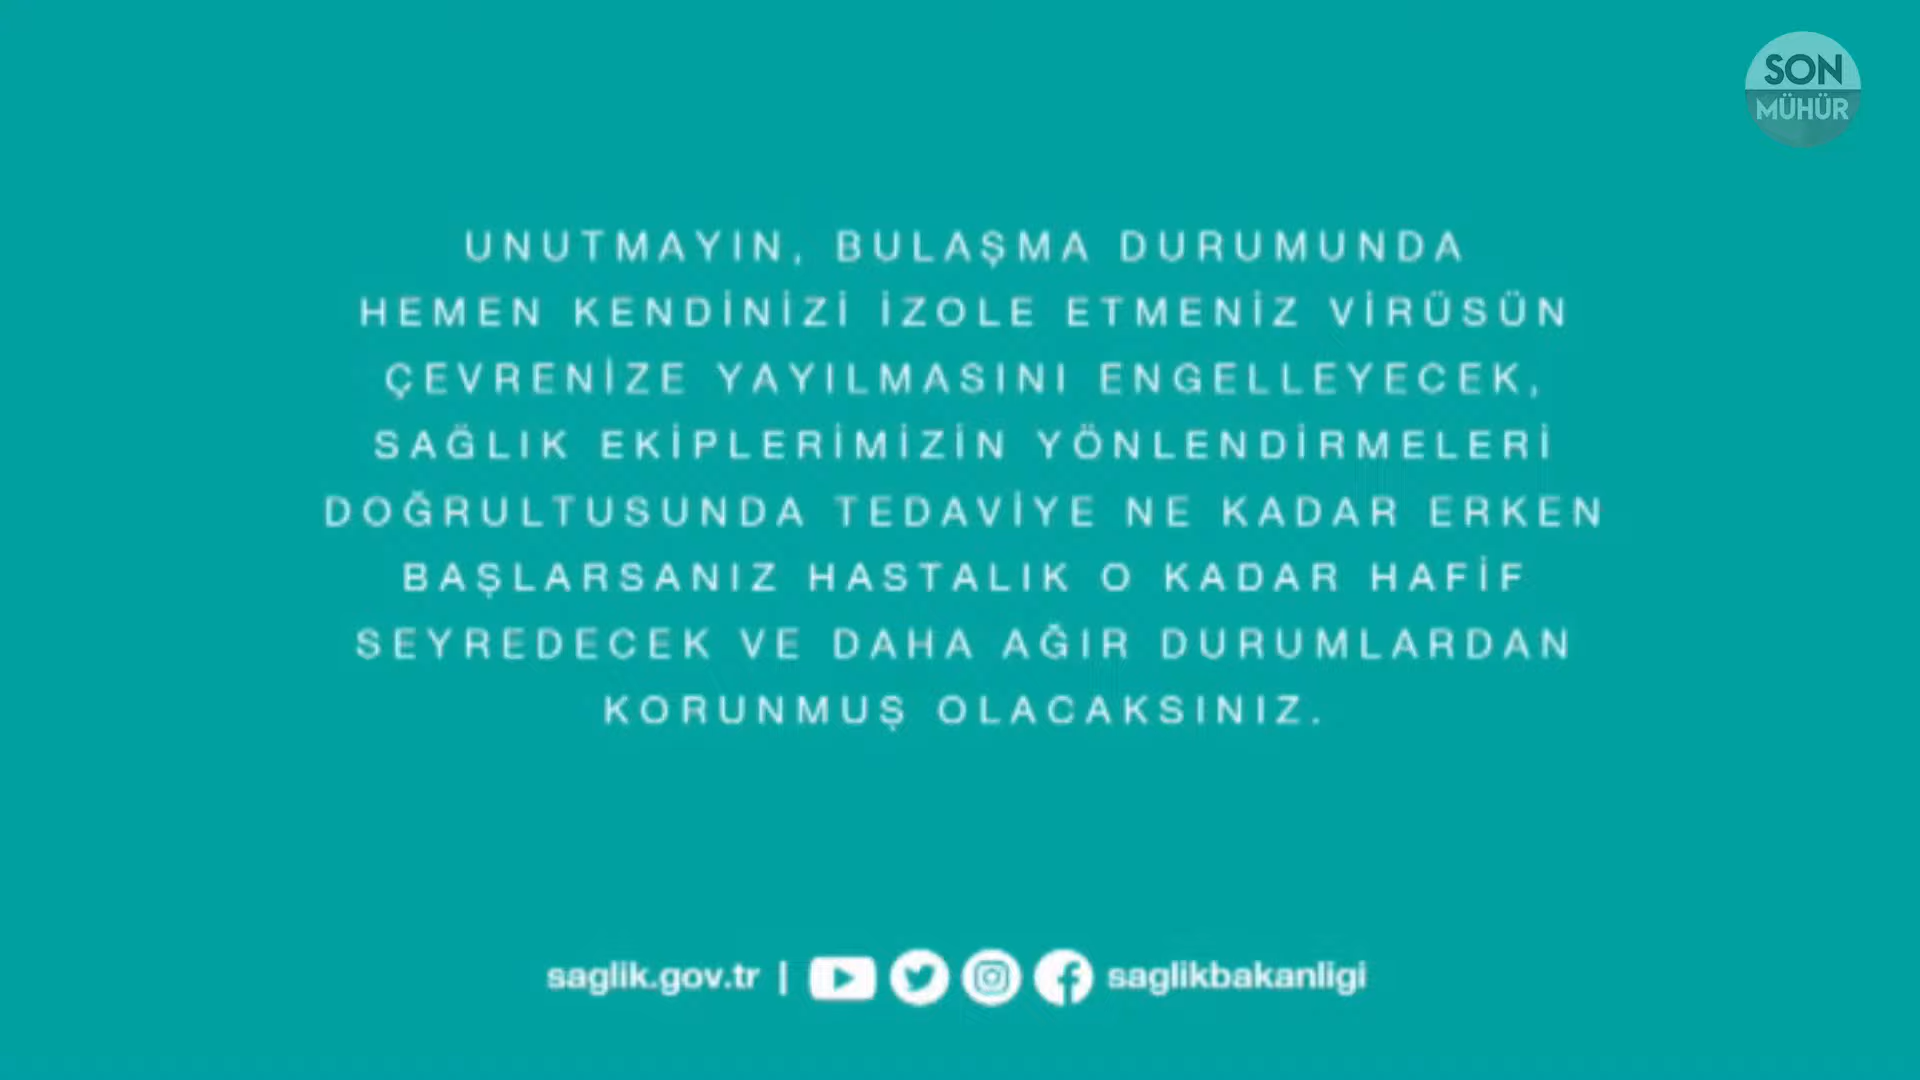 SON
MÜHÜR
UNUTMAYIN, BULAŞMA DURUMUNDA
HEMEN KENDİNİZİ İZOLE ETMENİZ VİRÜSÜN
ÇEVRENİZE YAYILMASINI ENGELLEYECEK,
SAĞLIK EKİPLERİMİZİN YÖNLENDİRMELERİ
DOĞRULTUSUNDA TEDAVİYE NE KADAR ERKEN
BAŞLARSANIZ HASTALIK O KADAR HAFİF
SEYREDECEK VE DAHA AĞIR DURUMLARDAN
KORUNMUŞ OLACAKSINIZ.
saglik.gov.tr | saglikbakanligi